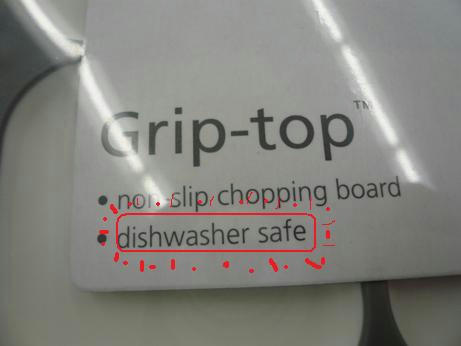 Grip-top™
• non-slip chopping board
• dishwasher safe